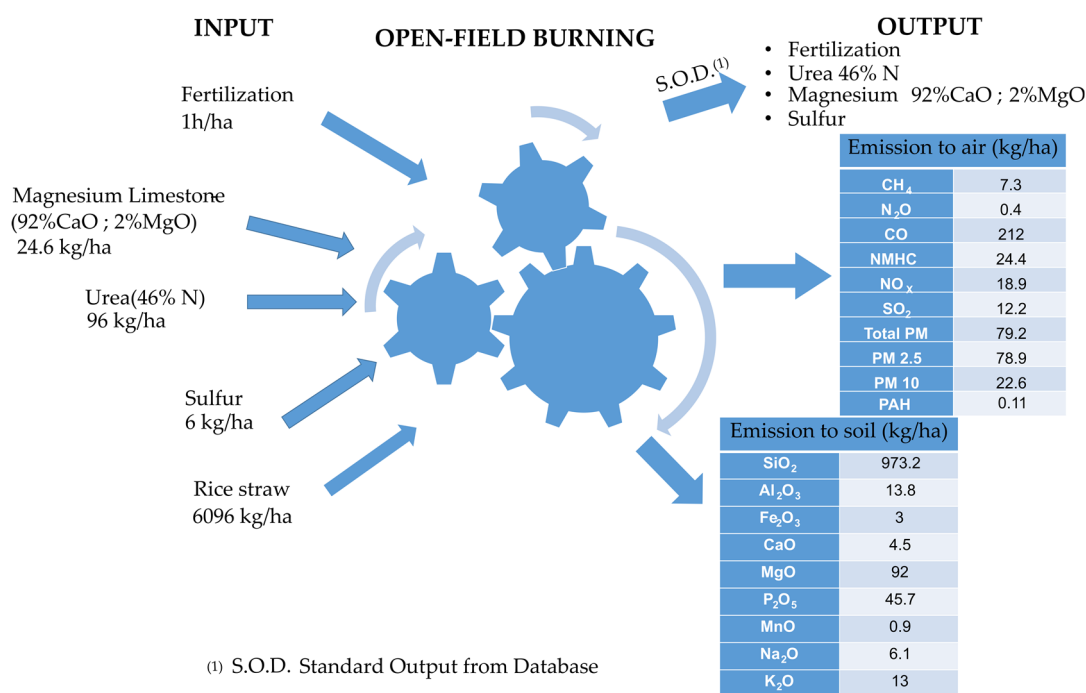 INPUT
OPEN-FIELD BURNING
OUTPUT
Fertilization
1h/ha
Magnesium Limestone
(92%CaO ; 2%MgO)
24.6 kg/ha
Urea(46% N)
96 kg/ha
Sulfur
6 kg/ha
Rice straw
6096 kg/ha
S.O.D.(1)
• Fertilization
• Urea 46% N
• Magnesium 92%CaO ; 2%MgO
• Sulfur
Emission to air (kg/ha)
CH₄ 7.3
N₂O 0.4
CO 212
NMHC 24.4
NOₓ 18.9
SO₂ 12.2
Total PM 79.2
PM 2.5 78.9
PM 10 22.6
PAH 0.11
Emission to soil (kg/ha)
SiO₂ 973.2
Al₂O₃ 13.8
Fe₂O₃ 3
CaO 4.5
MgO 92
P₂O₅ 45.7
MnO 0.9
Na₂O 6.1
K₂O 13
(1) S.O.D. Standard Output from Database